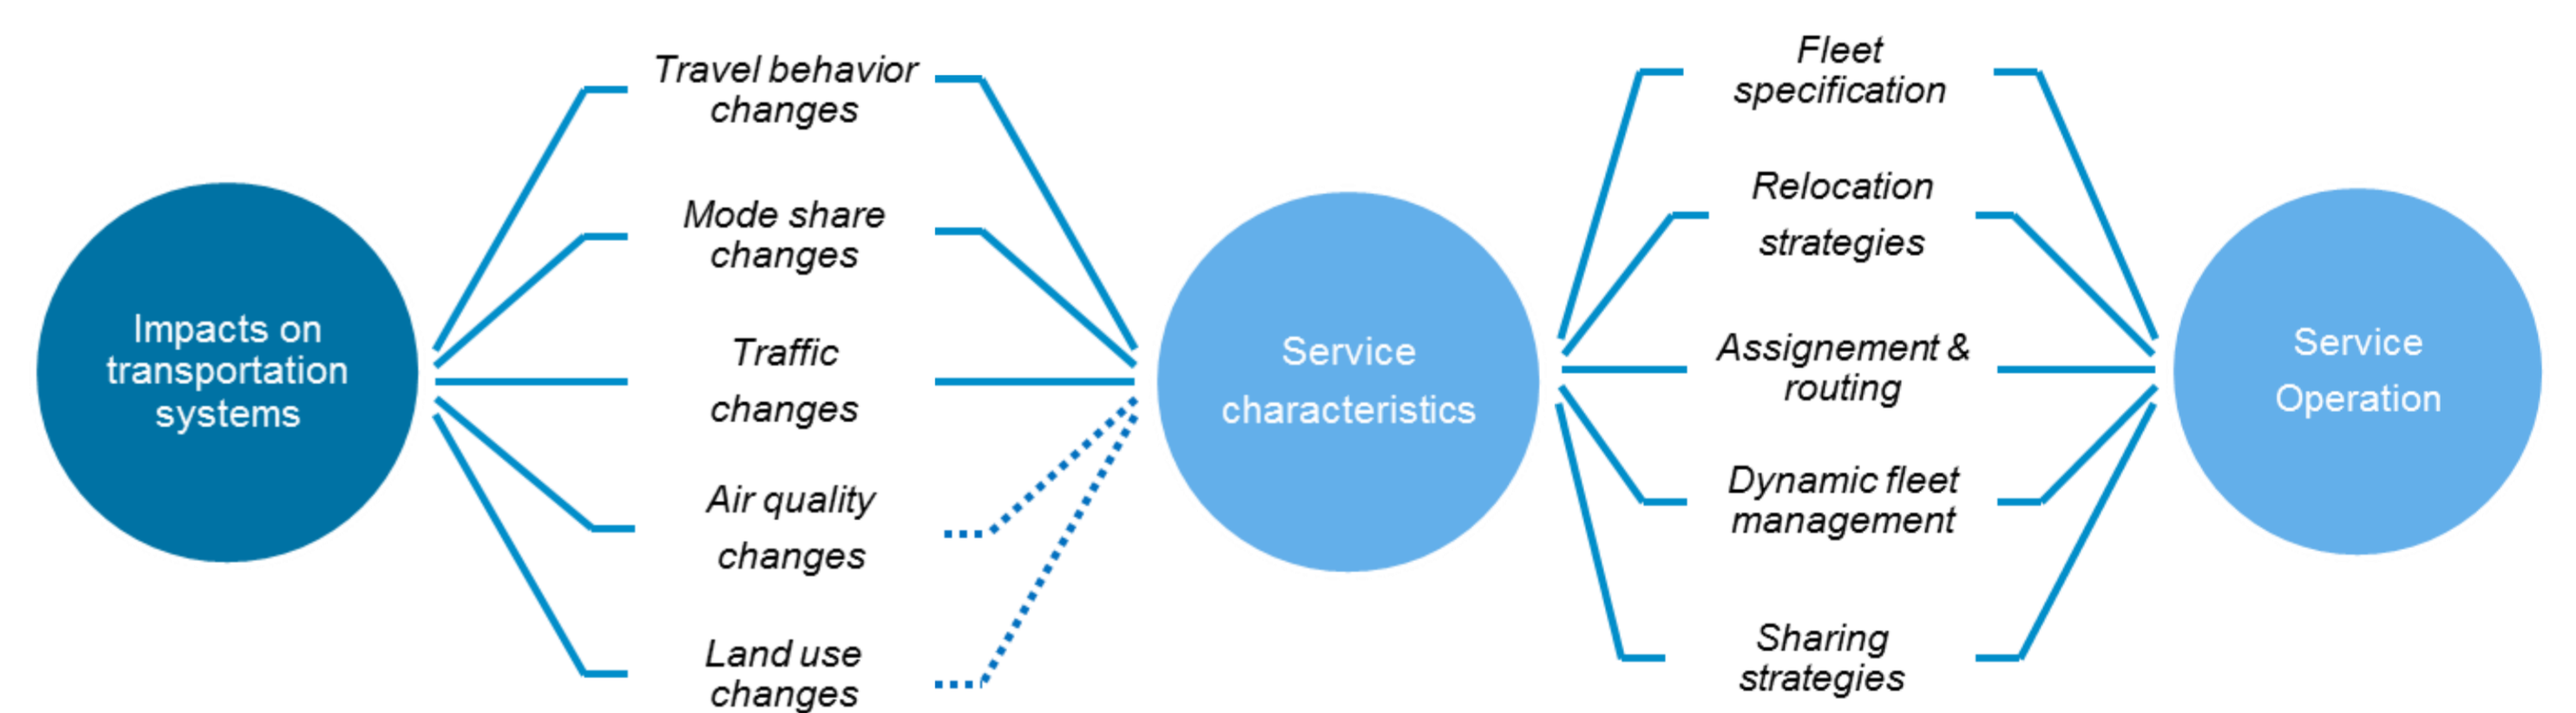 Impacts on
transportation
systems
Travel behavior
changes
Mode share
changes
Traffic
changes
Air quality
changes
Land use
changes
Service
characteristics
Fleet
specification
Relocation
strategies
Assignement &
routing
Dynamic fleet
management
Sharing
strategies
Service
Operation